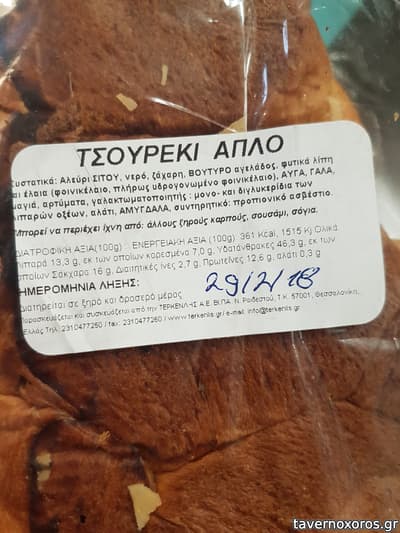 ΤΣΟΥΡΕΚΙ ΑΠΛΟ
Συστατικά: Αλεύρι ΣΙΤΟΥ, νερό, ζάχαρη, ΒΟΥΤΥΡΟ αγελάδος, φυτικά λίπη
και έλαια (φοινικέλαιο, πλήρως υδρογονωμένο φοινικέλαιο), ΑΥΓΑ, ΓΑΛΑ,
μαγιά, αρτύματα, γαλακτωματοποιητής : μονο- και διγλυκερίδια των
λιπαρών οξέων, αλάτι, ΑΜΥΓΔΑΛΑ, συντηρητικό: προπιονικό ασβέστιο.
Μπορεί να περιέχει ίχνη από: άλλους ξηρούς καρπούς, σουσάμι, σόγια.
ΔΙΑΤΡΟΦΙΚΗ ΑΞΙΑ(100g) : ΕΝΕΡΓΕΙΑΚΗ ΑΞΙΑ (100g) :361 Kcal, 1515 Kj Ολικά
Λιπαρά 13,3 g, εκ των οποίων κορεσμένα 7,0 g, Υδατάνθρακες 46,3 g, εκ των
οποίων Σάκχαρα 16 g, Διαιτητικές ίνες 2,7 g, Πρωτεΐνες 12,6 g, αλάτι 0,3 g
ΗΜΕΡΟΜΗΝΙΑ ΛΗΞΗΣ: 29/2/18
Διατηρείται σε ξηρό και δροσερό μέρος
Παρασκευάζεται και συσκευάζεται από την ΤΕΡΚΕΝΛΗΣ Α.Ε. ΒΙ.ΠΑ. Ν. Ραιδεστού, Τ.Κ. 57001, Θεσσαλονίκη,
Ελλάς Τηλ. 2310477250 / fax: 2310477260 / www.terkenlis.gr/ e-mail: info@terkenlis.gr
tavernoxoros.gr